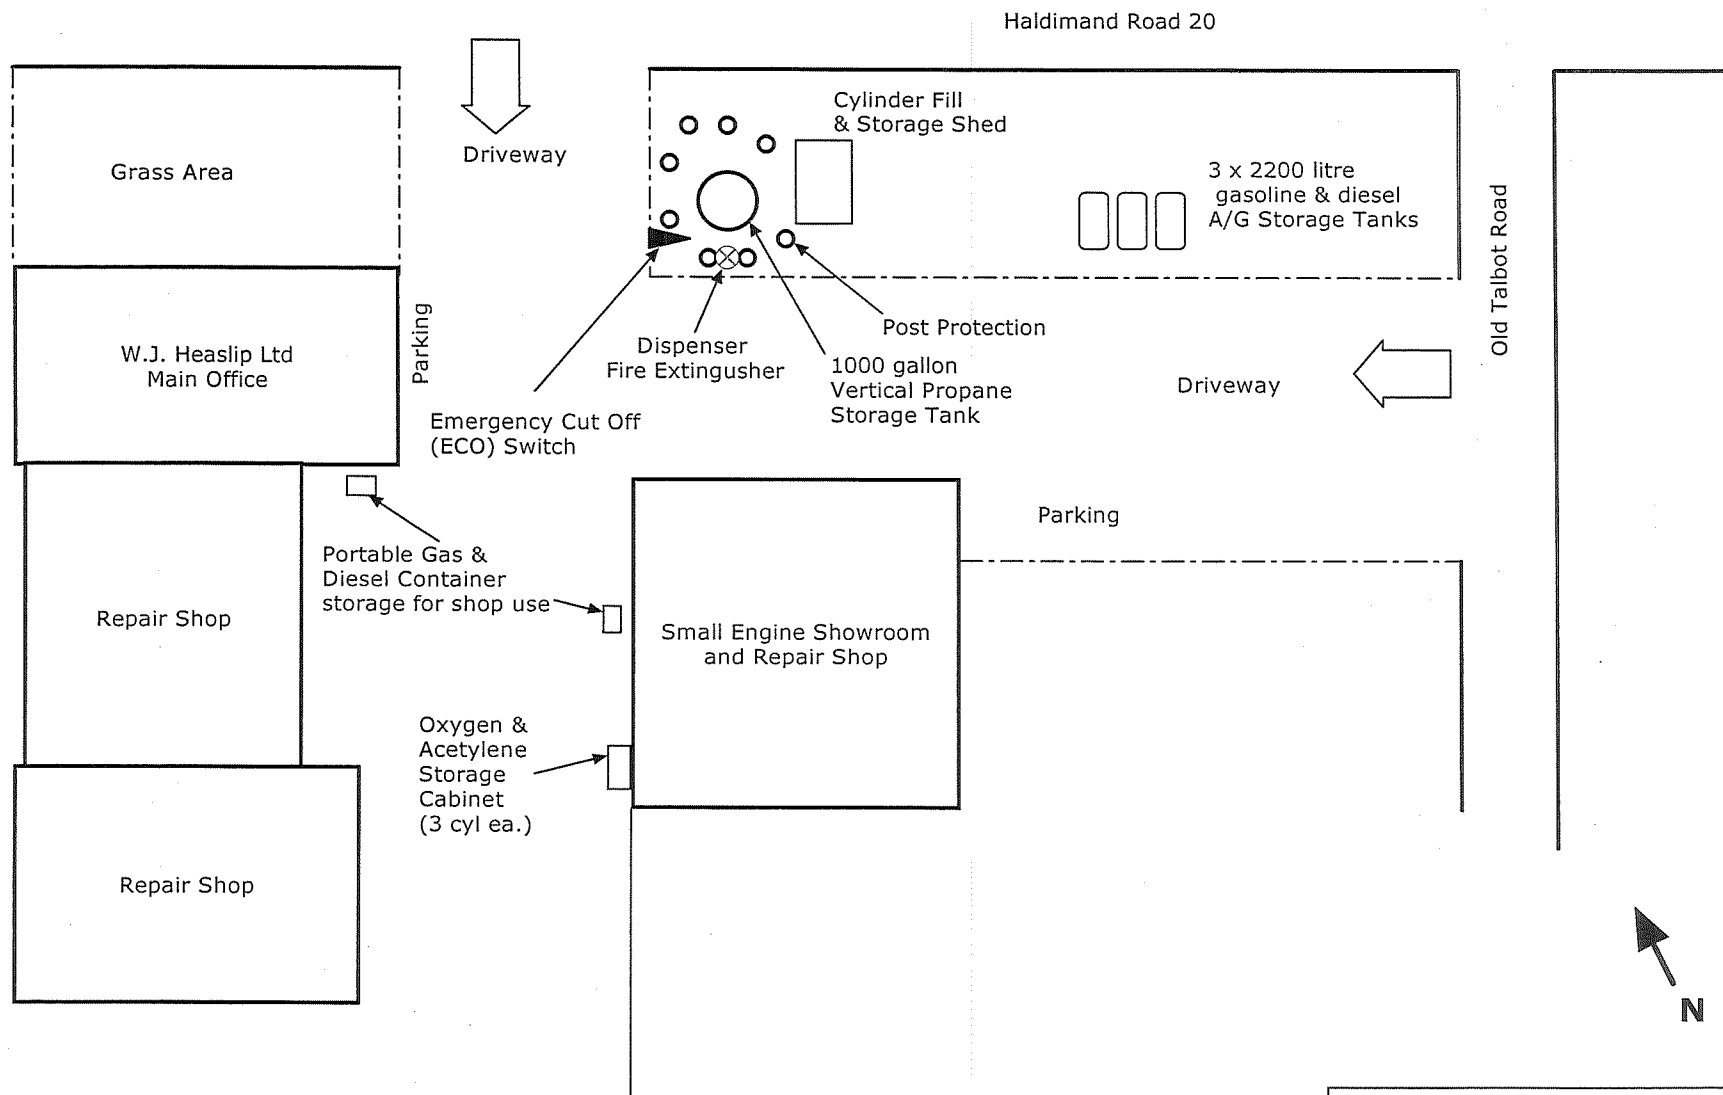 Haldimand Road 20
Cylinder Fill
& Storage Shed
Driveway
Grass Area
3 x 2200 litre
gasoline & diesel
A/G Storage Tanks
Old Talbot Road
Parking
W.J. Heaslip Ltd
Main Office
Dispenser
Fire Extingusher
Post Protection
1000 gallon
Vertical Propane
Storage Tank
Driveway
Emergency Cut Off
(ECO) Switch
Parking
Portable Gas &
Diesel Container
storage for shop use
Repair Shop
Small Engine Showroom
and Repair Shop
Oxygen &
Acetylene
Storage
Cabinet
(3 cyl ea.)
Repair Shop
N